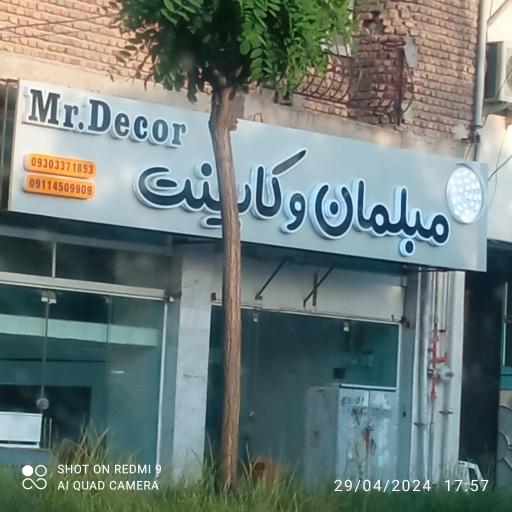 Mr.Decor
09303371853
09114509909
مبلمان و کابینت
SHOT ON REDMI 9
AI QUAD CAMERA
29/04/2024 17:57